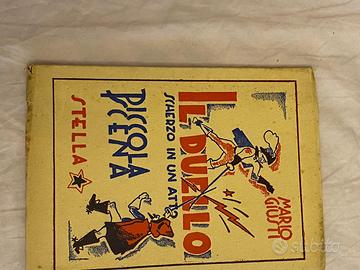 MARIO
GIUSTI
IL DUELLO
SCHERZO IN UN ATTO
PICCOLA
SCENA
STELLA
Subito